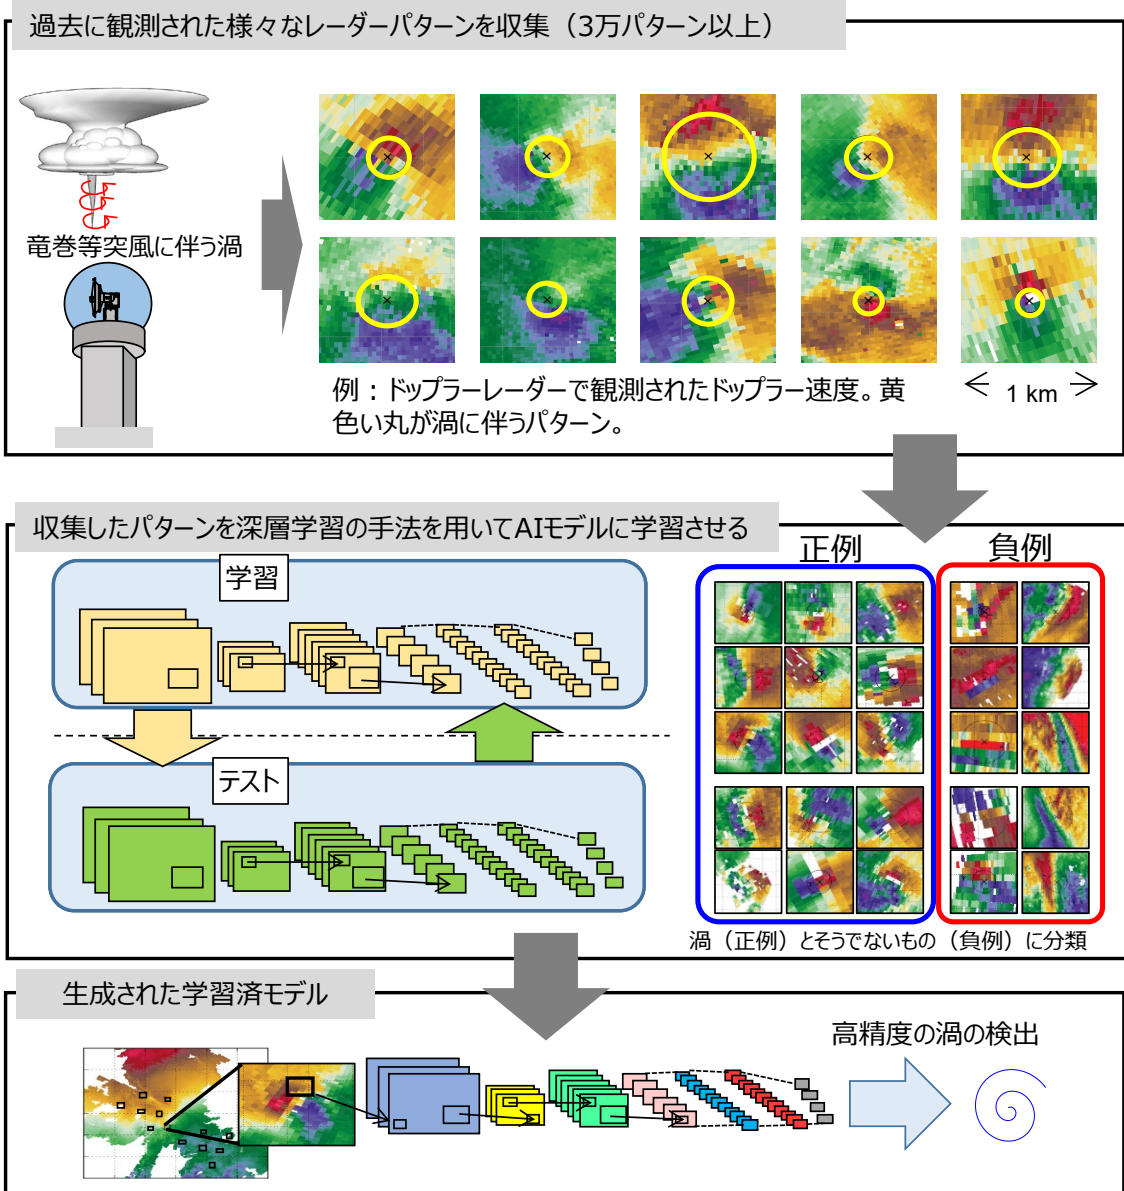 過去に観測された様々なレーダーパターンを収集（3万パターン以上）
竜巻等突風に伴う渦
例：ドップラーレーダーで観測されたドップラー速度。黄
色い丸が渦に伴うパターン。
1 km
収集したパターンを深層学習の手法を用いてAIモデルに学習させる
正例
負例
学習
テスト
渦（正例）とそうでないもの（負例）に分類
生成された学習済モデル
高精度の渦の検出